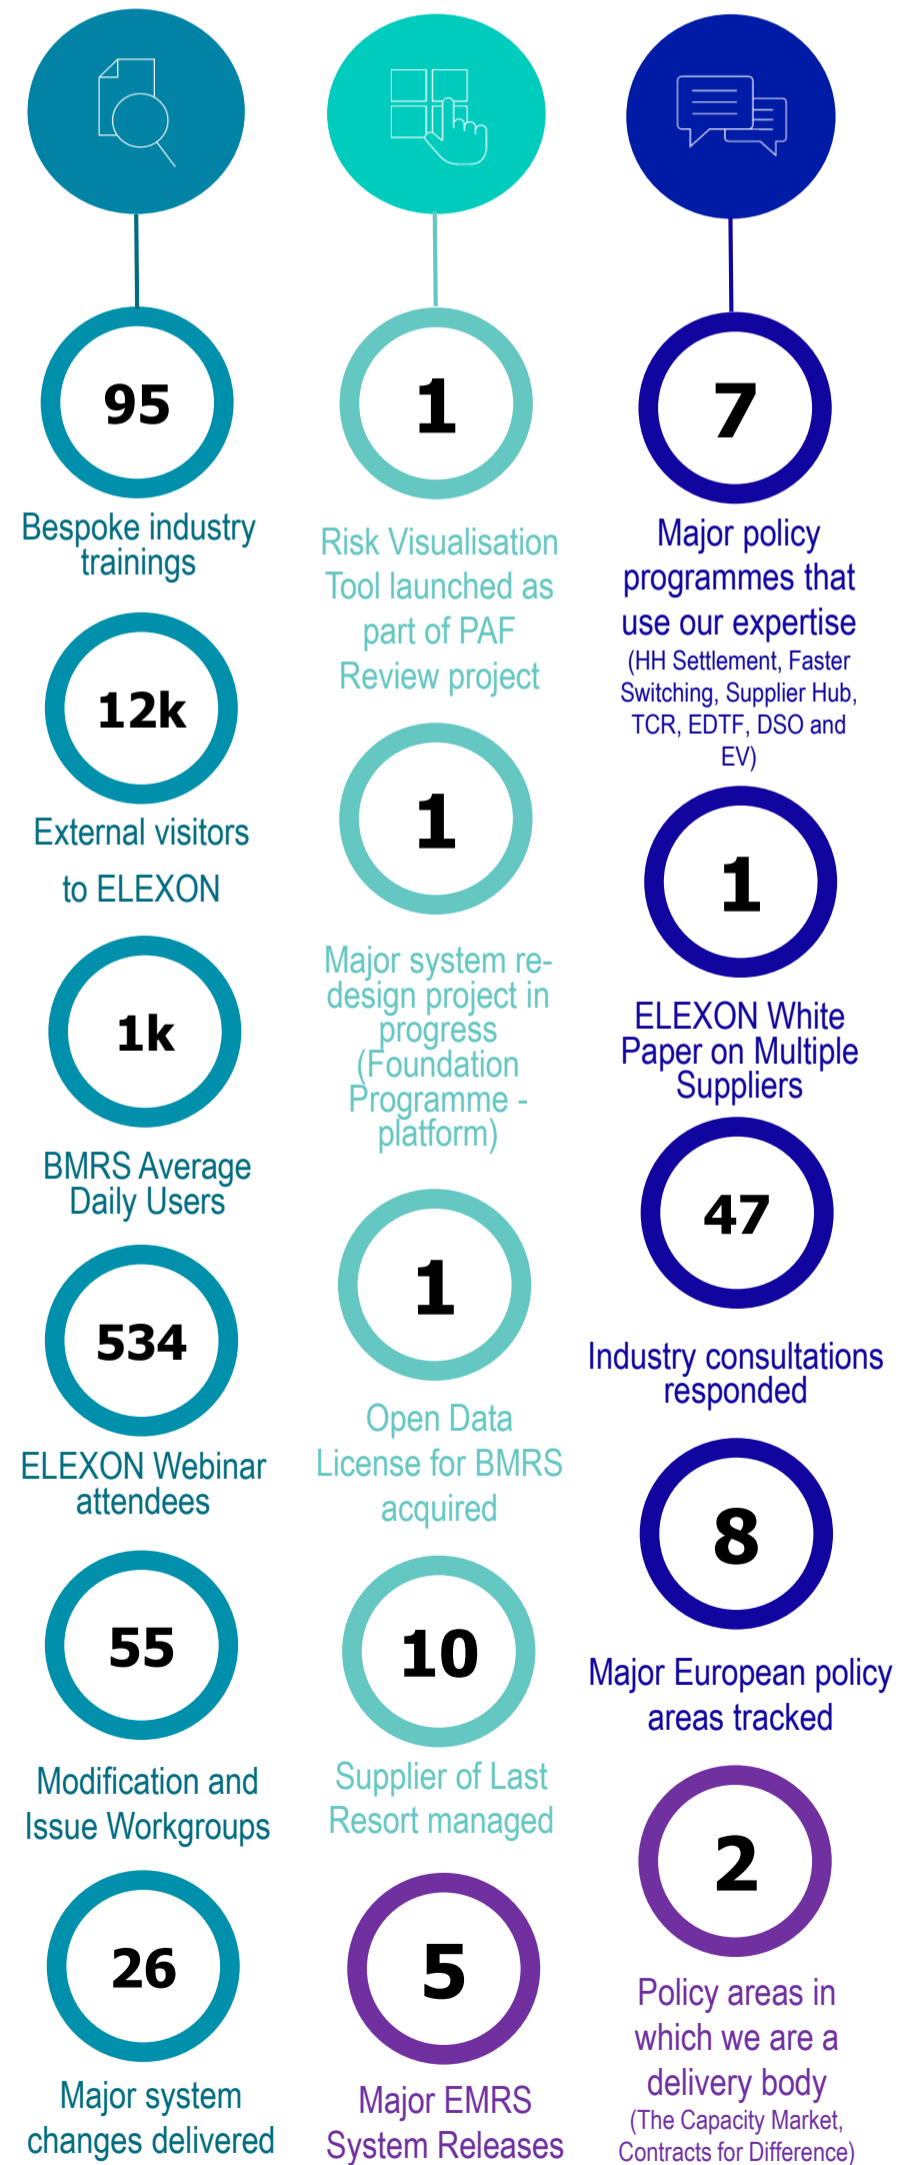 95
Bespoke industry
trainings
12k
External visitors
to ELEXON
1k
BMRS Average
Daily Users
534
ELEXON Webinar
attendees
55
Modification and
Issue Workgroups
26
Major system
changes delivered
1
Risk Visualisation
Tool launched as
part of PAF
Review project
1
Major system re-
design project in
progress
(Foundation
Programme -
platform)
1
Open Data
License for BMRS
acquired
10
Supplier of Last
Resort managed
5
Major EMRS
System Releases
7
Major policy
programmes that
use our expertise
(HH Settlement, Faster
Switching, Supplier Hub,
TCR, EDTF, DSO and
EV)
1
ELEXON White
Paper on Multiple
Suppliers
47
Industry consultations
responded
8
Major European policy
areas tracked
2
Policy areas in
which we are a
delivery body
(The Capacity Market,
Contracts for Difference)